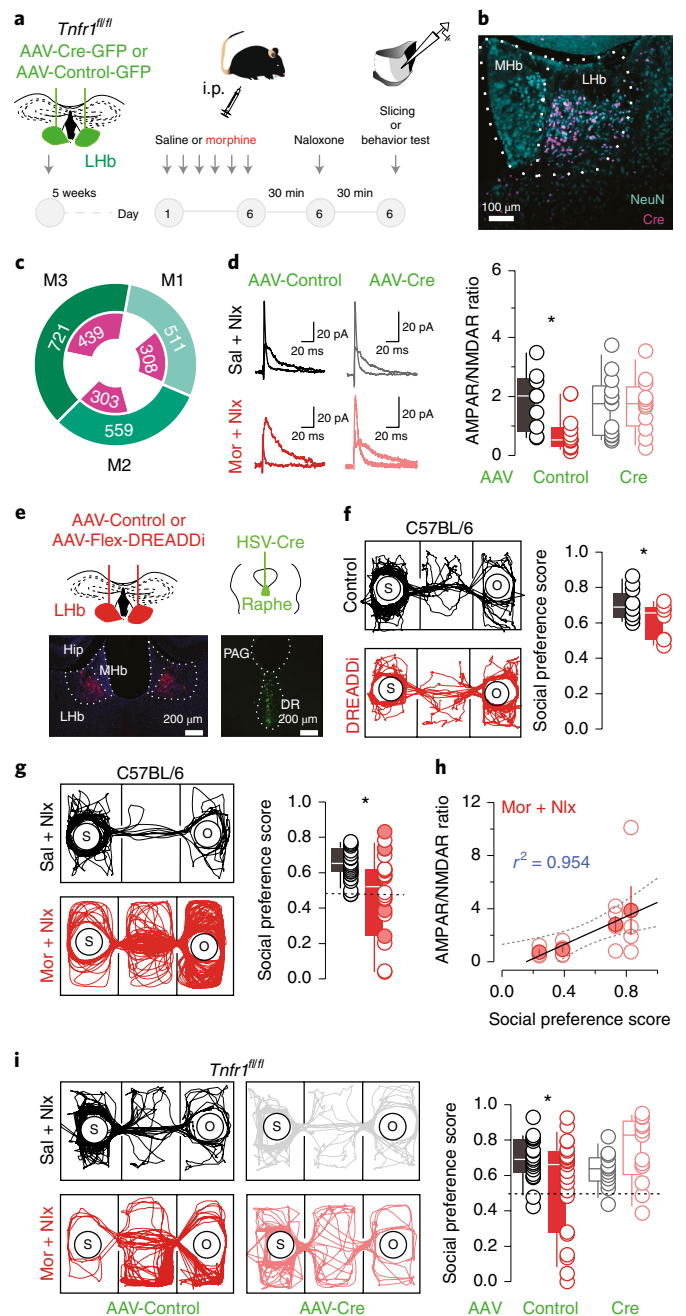 a
Tnfr1fl/fl
AAV-Cre-GFP or
AAV-Control-GFP
LHb
i.p.
Saline or morphine
Naloxone
Slicing
or
behavior test
5 weeks
Day
1
6
30 min
6
30 min
6
b
MHb
LHb
NeuN
Cre
100 µm
c
M3
M1
M2
721
511
559
439
308
303
d
AAV-Control
AAV-Cre
Sal + Nlx
20 pA
20 ms
20 pA
20 ms
Mor + Nlx
20 pA
20 ms
20 pA
20 ms
AMPAR/NMDAR ratio
6
4
2
0
*
AAV
Control
Cre
e
AAV-Control or
AAV-Flex-DREADDi
LHb
HSV-Cre
Raphe
Hip
MHb
LHb
200 µm
PAG
DR
200 µm
f
C57BL/6
Control
S
O
DREADDi
S
O
Social preference score
1.0
0.8
0.6
0.4
0.2
0
*
g
C57BL/6
Sal + Nlx
S
O
Mor + Nlx
S
O
Social preference score
1.0
0.8
0.6
0.4
0.2
0
*
h
Mor + Nlx
r2 = 0.954
AMPAR/NMDAR ratio
12
8
4
0
0
0.4
0.8
Social preference score
i
Tnfr1fl/fl
Sal + Nlx
S
O
S
O
Mor + Nlx
S
O
S
O
AAV-Control
AAV-Cre
Social preference score
1.0
0.8
0.6
0.4
0.2
0
*
AAV
Control
Cre